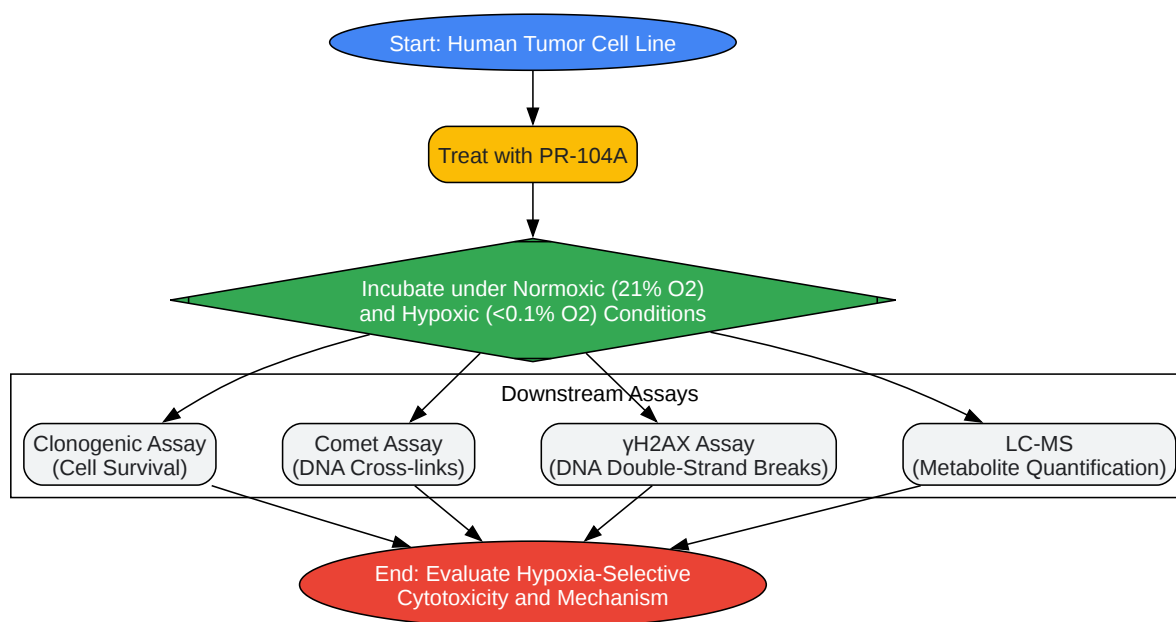 Start: Human Tumor Cell Line
Treat with PR-104A
Incubate under Normoxic (21% O2)
and Hypoxic (<0.1% O2) Conditions
Downstream Assays
Clonogenic Assay
(Cell Survival)
Comet Assay
(DNA Cross-links)
γH2AX Assay
(DNA Double-Strand Breaks)
LC-MS
(Metabolite Quantification)
End: Evaluate Hypoxia-Selective
Cytotoxicity and Mechanism